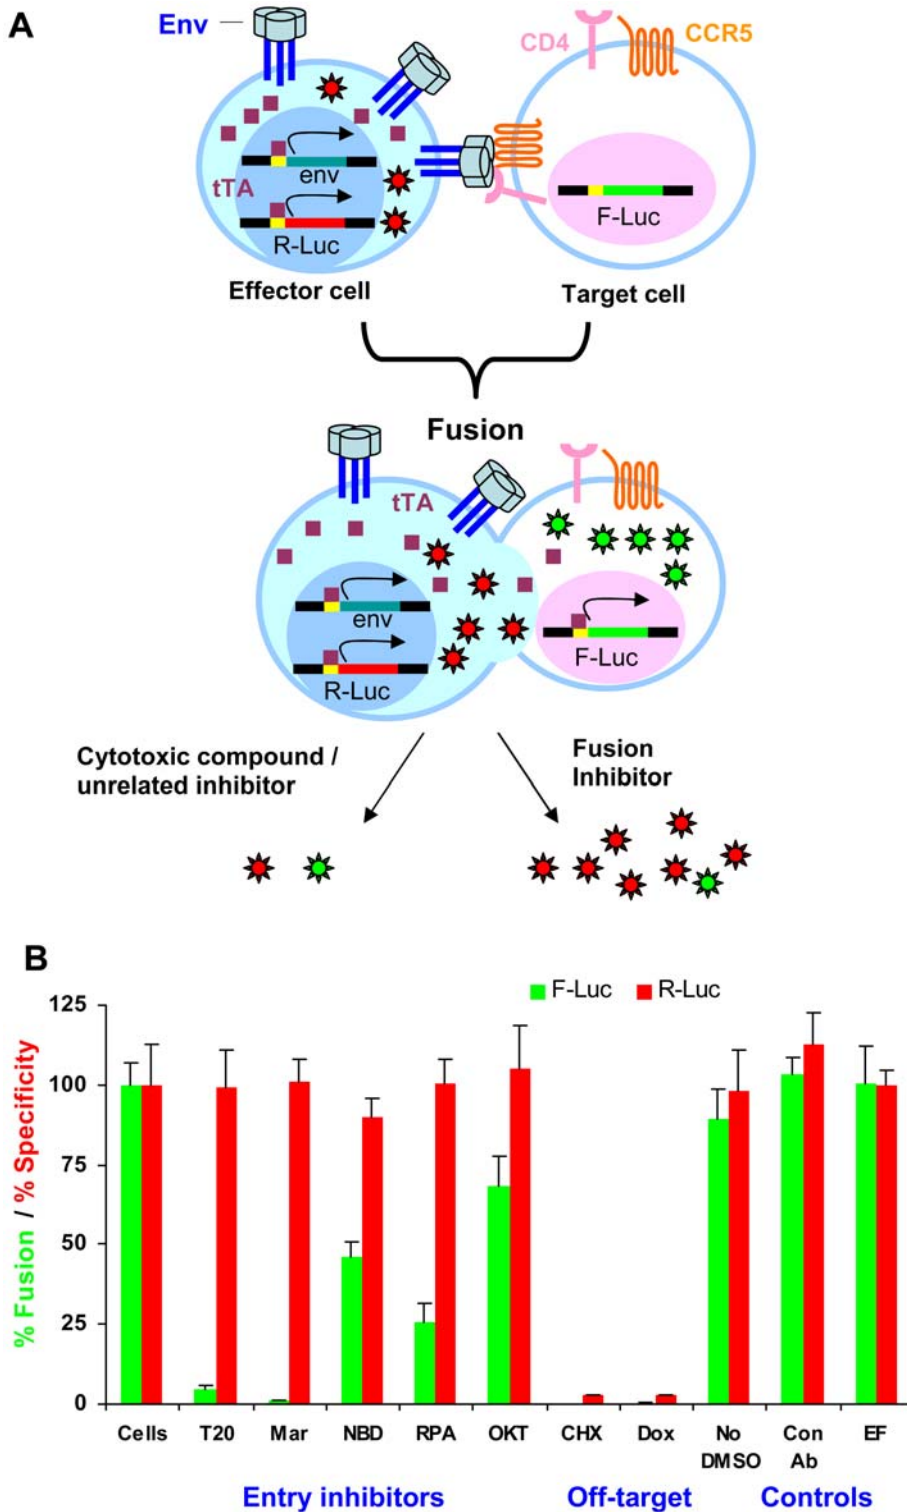 A
Env
CD4
CCR5
tTA
env
R-Luc
F-Luc
Effector cell
Target cell
Fusion
tTA
env
R-Luc
F-Luc
Cytotoxic compound /
unrelated inhibitor
Fusion
Inhibitor
B
F-Luc R-Luc
% Fusion / % Specificity
125
100
75
50
25
0
Cells T20 Mar NBD RPA OKT CHX Dox No DMSO Con Ab EF
Entry inhibitors Off-target Controls